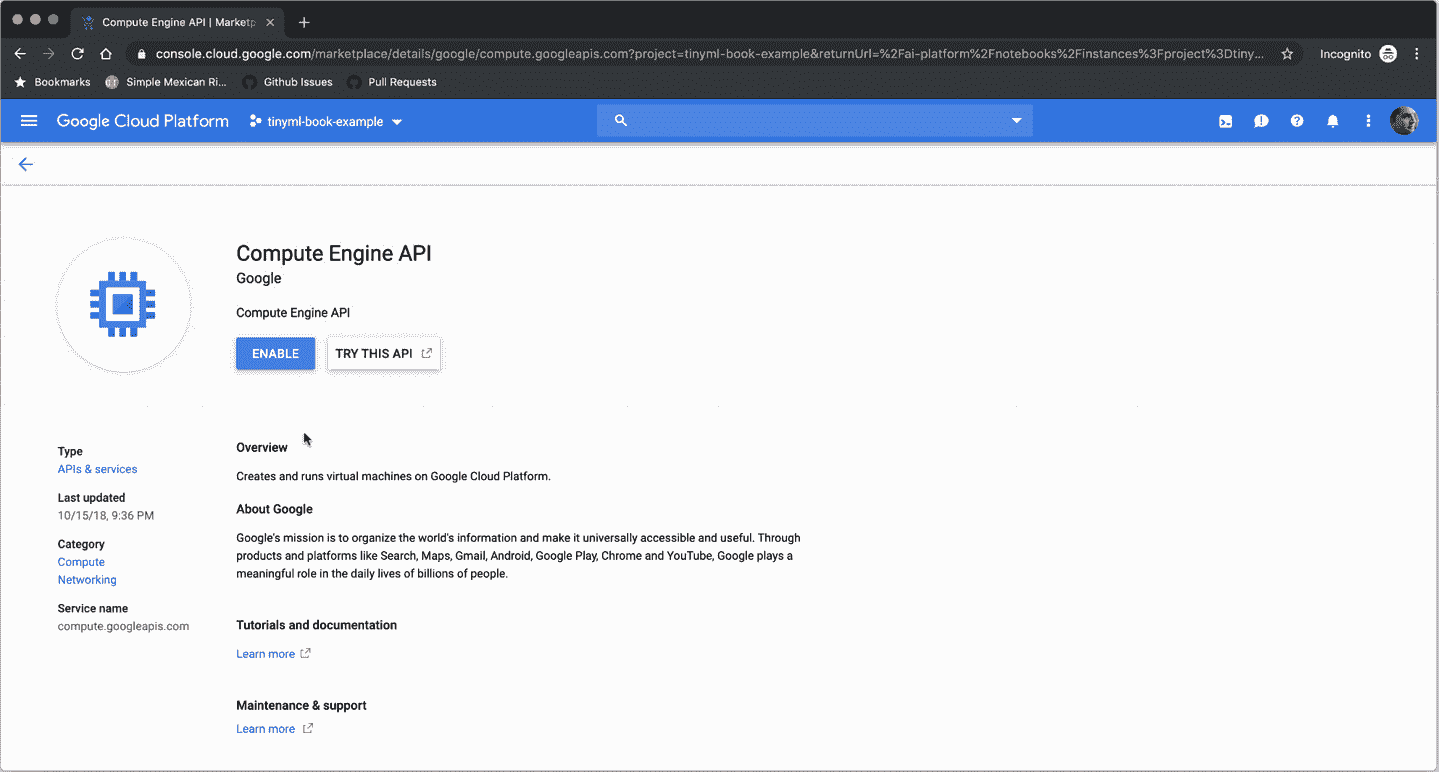 Compute Engine API | Marketp
console.cloud.google.com/marketplace/details/google/compute.googleapis.com?project=tinyml-book-example&returnUrl=%2Fai-platform%2Fnotebooks%2Finstances%3Fproject%3Dtiny...
Incognito
Bookmarks Simple Mexican Ri... Github Issues Pull Requests
Google Cloud Platform tinyml-book-example
Compute Engine API
Google
Compute Engine API
ENABLE TRY THIS API
Type
APIs & services
Last updated
10/15/18, 9:36 PM
Category
Compute
Networking
Service name
compute.googleapis.com
Overview
Creates and runs virtual machines on Google Cloud Platform.
About Google
Google's mission is to organize the world's information and make it universally accessible and useful. Through
products and platforms like Search, Maps, Gmail, Android, Google Play, Chrome and YouTube, Google plays a
meaningful role in the daily lives of billions of people.
Tutorials and documentation
Learn more
Maintenance & support
Learn more